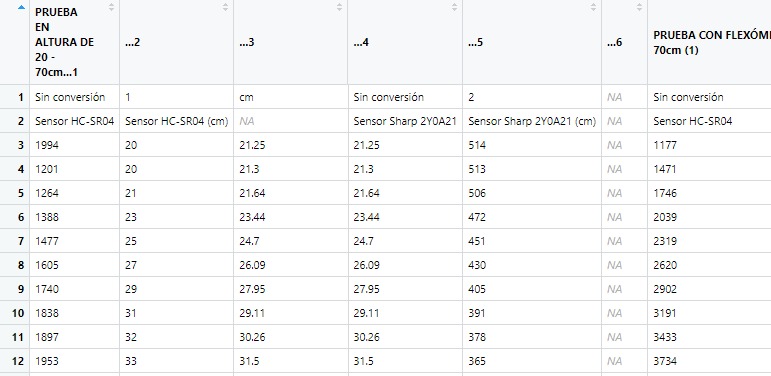 PRUEBA
EN
ALTURA DE
20 -
70cm...1 ...2 ...3 ...4 ...5 ...6 PRUEBA CON FLEXÓM
70cm (1)
1 Sin conversión 1 cm Sin conversión 2 NA Sin conversión
2 Sensor HC-SR04 Sensor HC-SR04 (cm) NA Sensor Sharp 2Y0A21 Sensor Sharp 2Y0A21 (cm) NA Sensor HC-SR04
3 1994 20 21.25 21.25 514 NA 1177
4 1201 20 21.3 21.3 513 NA 1471
5 1264 21 21.64 21.64 506 NA 1746
6 1388 23 23.44 23.44 472 NA 2039
7 1477 25 24.7 24.7 451 NA 2319
8 1605 27 26.09 26.09 430 NA 2620
9 1740 29 27.95 27.95 405 NA 2902
10 1838 31 29.11 29.11 391 NA 3191
11 1897 32 30.26 30.26 378 NA 3433
12 1953 33 31.5 31.5 365 NA 3734